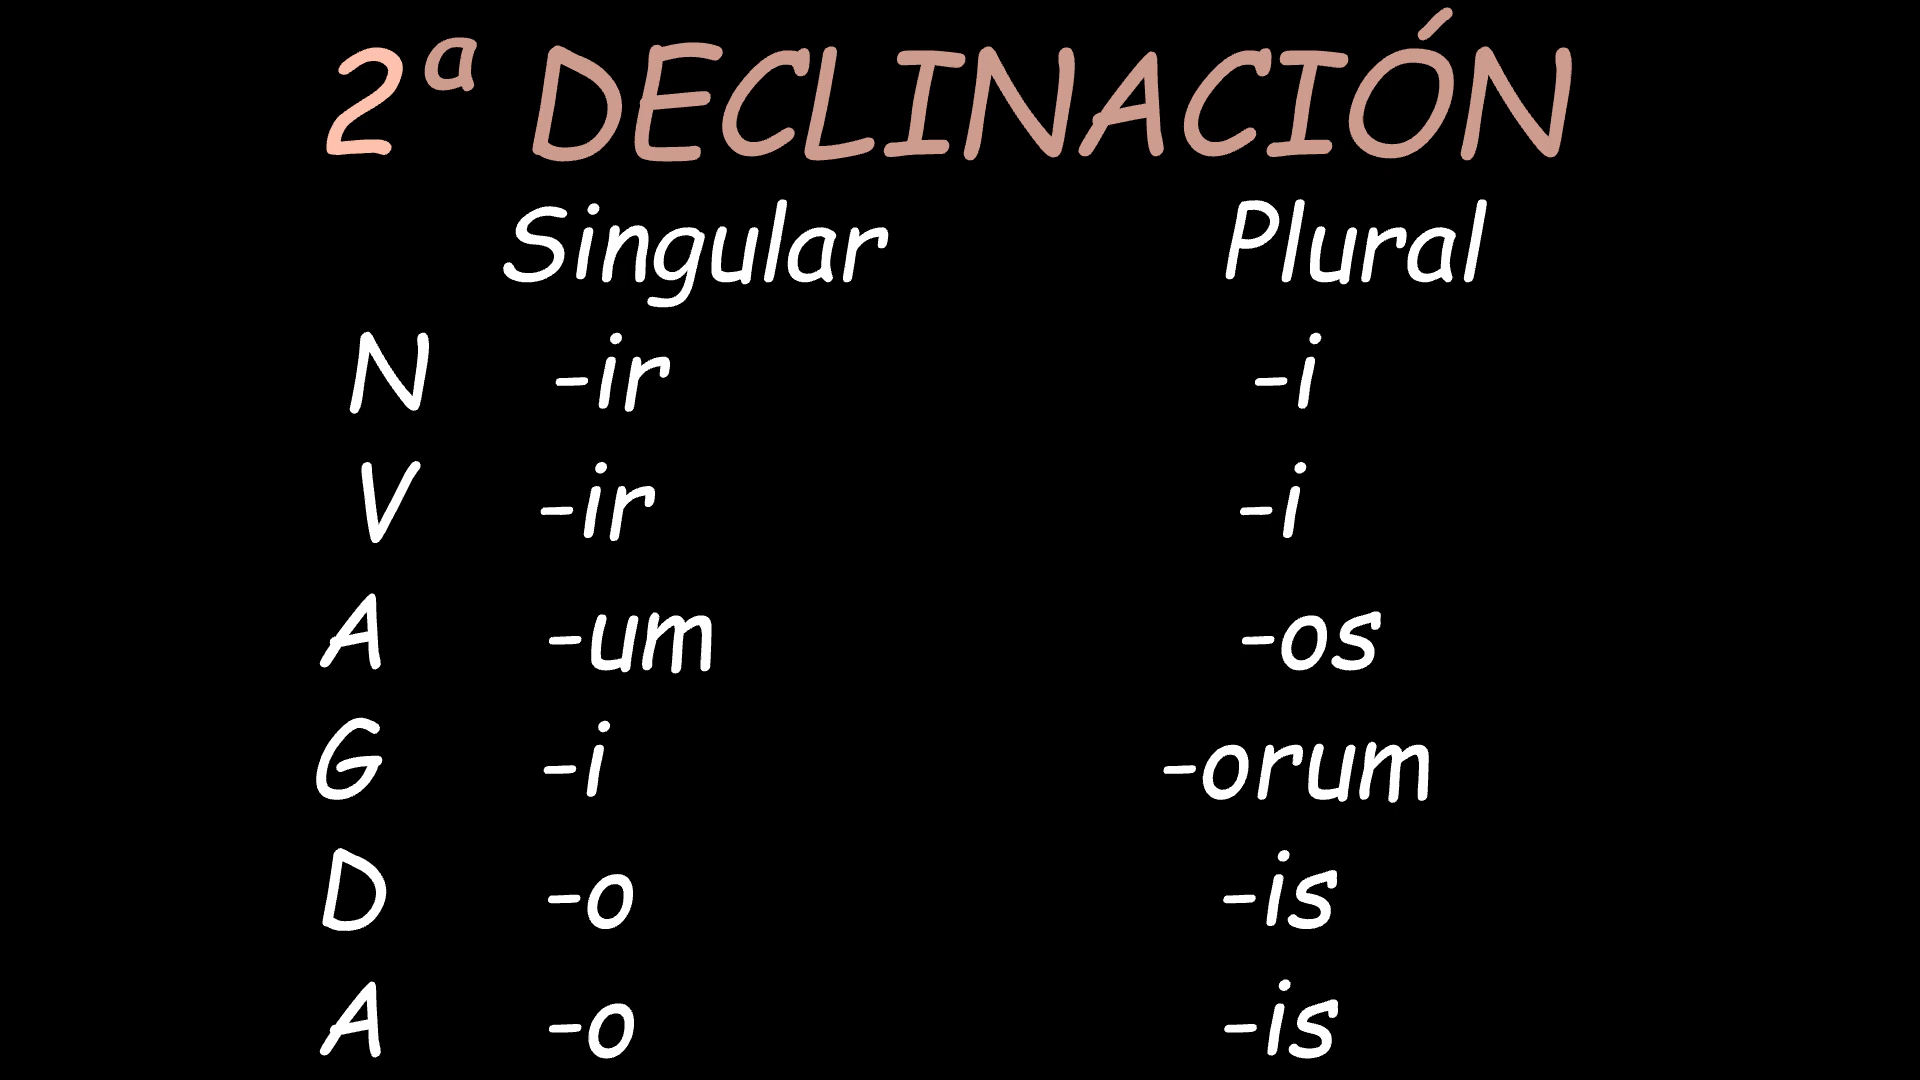 2ª DECLINACIÓN
Singular Plural
N -ir -i
V -ir -i
A -um -os
G -i -orum
D -o -is
A -o -is